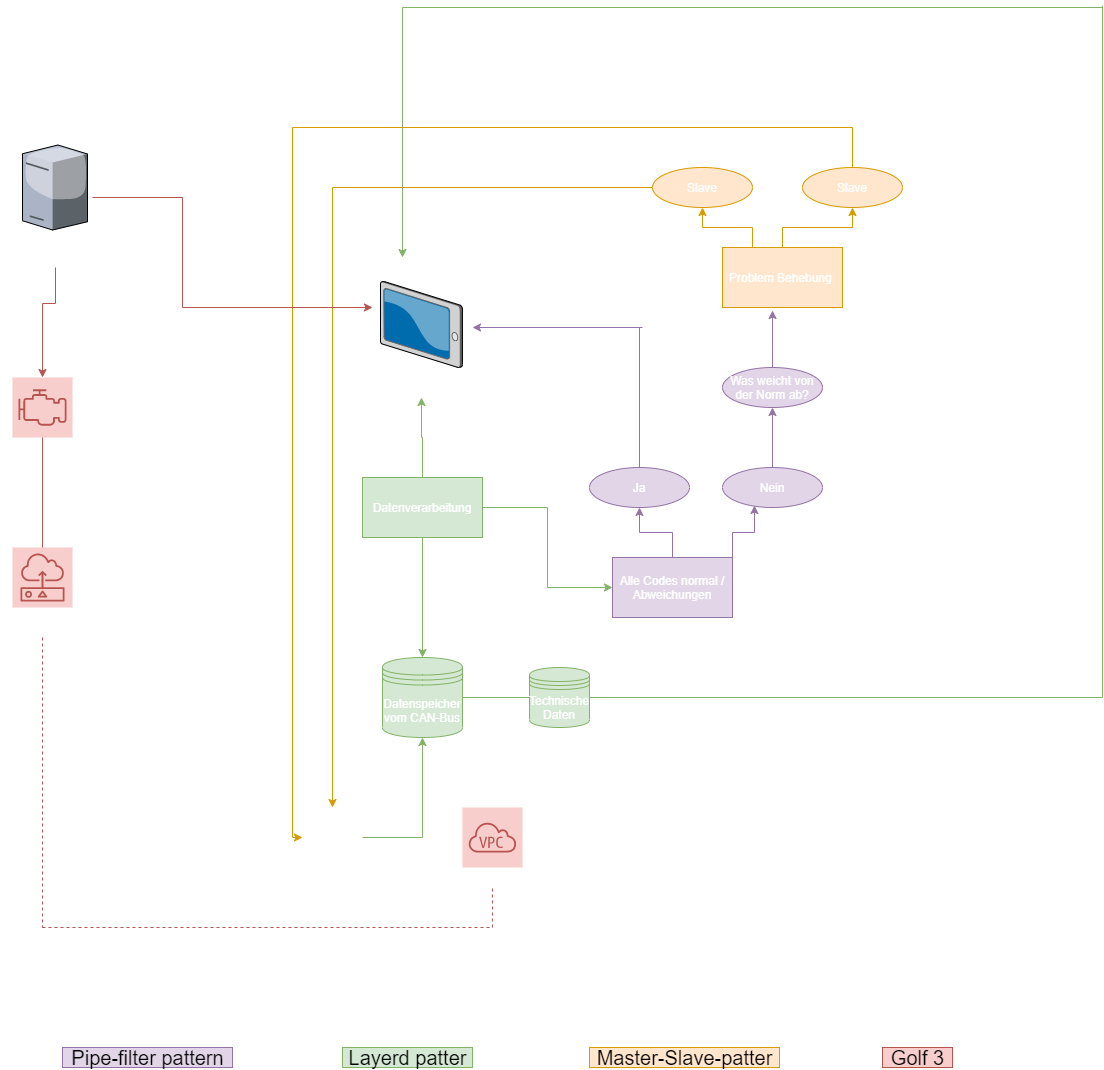 Slave
Slave
Problem Behebung
Was weicht von
der Norm ab?
Ja
Nein
Datenverarbeitung
Alle Codes normal /
Abweichungen
Datenspeicher
vom CAN-Bus
Technische
Daten
VPC
Pipe-filter pattern
Layerd patter
Master-Slave-patter
Golf 3